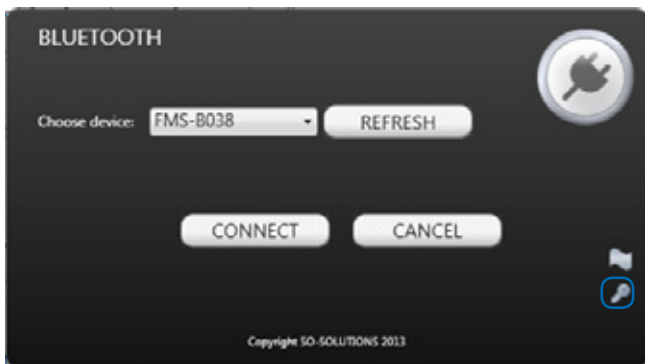 BLUETOOTH
Choose device: FMS-B038 REFRESH
CONNECT CANCEL
Copyright SO-SOLUTIONS 2013